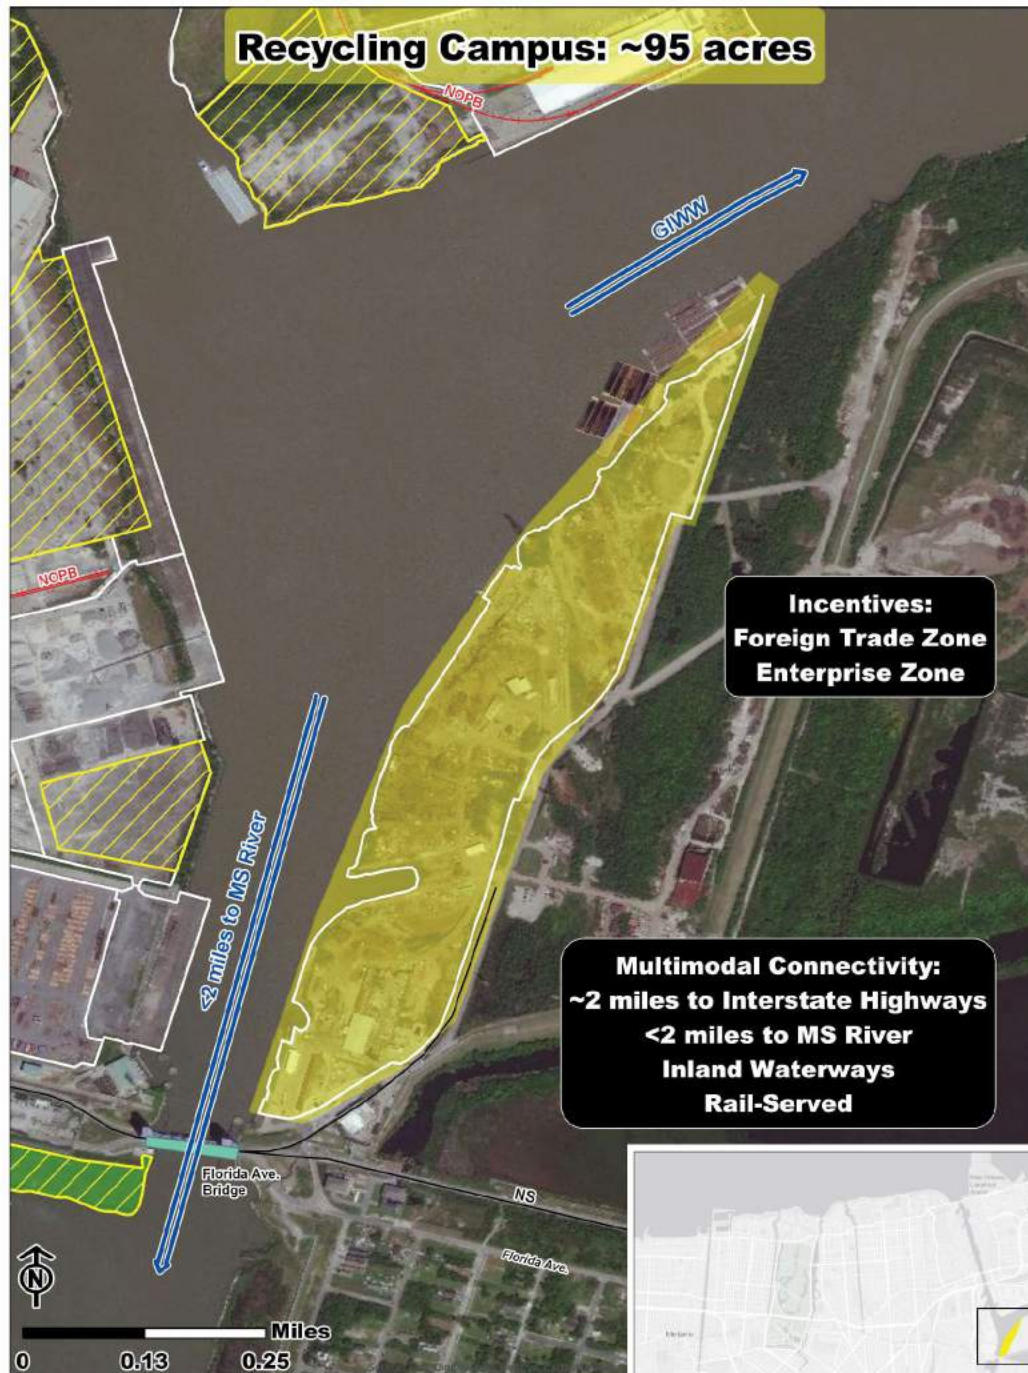 Recycling Campus: ~95 acres
NOPB
GIWW
NOPB
Incentives:
Foreign Trade Zone
Enterprise Zone
<2 miles to MS River
Multimodal Connectivity:
~2 miles to Interstate Highways
<2 miles to MS River
Inland Waterways
Rail-Served
Florida Ave.
Bridge
NS
Florida Ave.
N
Miles
0 0.13 0.25
Metairie